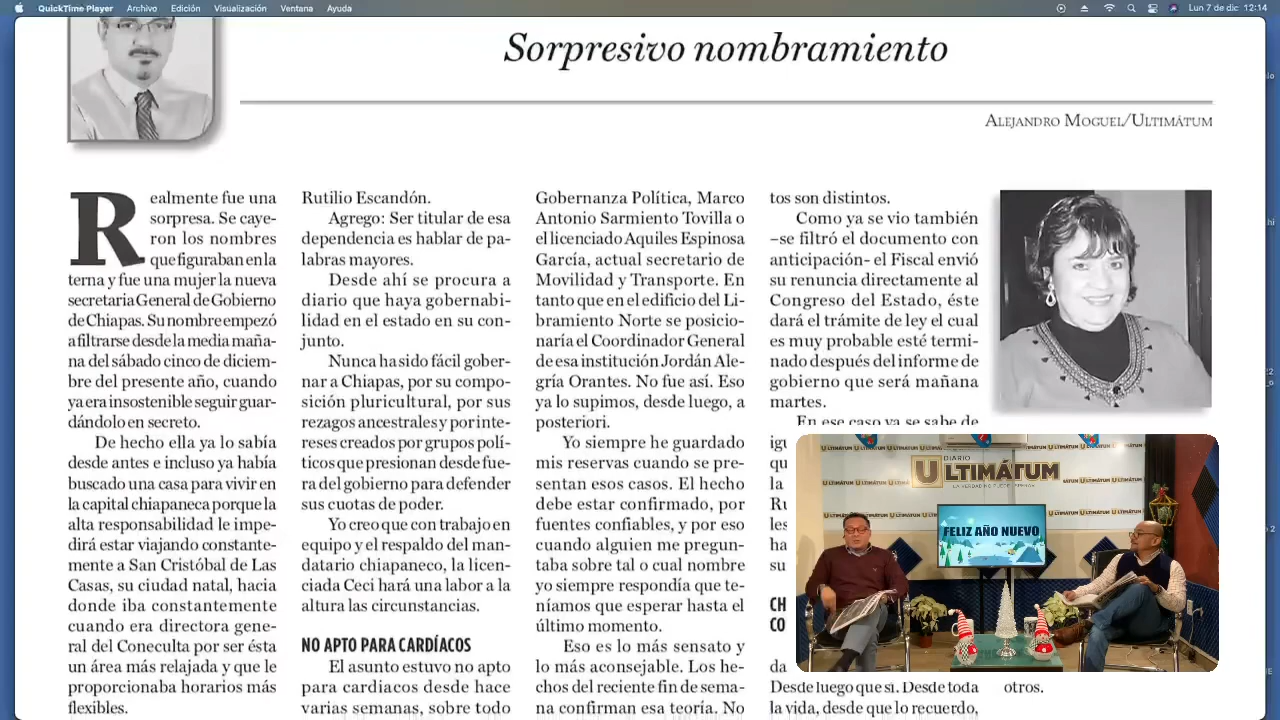 QuickTime Player Archivo Edición Visualización Ventana Ayuda
Lun 7 de dic 12:14
Sorpresivo nombramiento
Alejandro Moguel/Ultimátum
Realmente fue una
sorpresa. Se caye-
ron los nombres
que figuraban en la
terna y fue una mujer la nueva
secretaria General de Gobierno
de Chiapas. Su nombre empezó
a filtrarse desde la media maña-
na del sábado cinco de diciem-
bre del presente año, cuando
ya era insostenible seguir guar-
dándolo en secreto.
De hecho ella ya lo sabía
desde antes e incluso ya había
buscado una casa para vivir en
la capital chiapaneca porque la
alta responsabilidad le impe-
dirá estar viajando constante-
mente a San Cristóbal de Las
Casas, su ciudad natal, hacia
donde iba constantemente
cuando era directora gene-
ral del Coneculta por ser ésta
un área más relajada y que le
proporcionaba horarios más
flexibles.
Rutilio Escandón.
Agrego: Ser titular de esa
dependencia es hablar de pa-
labras mayores.
Desde ahí se procura a
diario que haya gobernabi-
lidad en el estado en su con-
junto.
Nunca ha sido fácil gober-
nar a Chiapas, por su compo-
sición pluricultural, por sus
rezagos ancestrales y por inte-
reses creados por grupos polí-
ticos que presionan desde fue-
ra el gobierno para defender
sus cuotas de poder.
Yo creo que con trabajo en
equipo y el respaldo del man-
datario chiapaneco, la licen-
ciada Ceci hará una labor a la
altura las circunstancias.
NO APTO PARA CARDÍACOS
El asunto estuvo no apto
para cardiacos desde hace
varias semanas, sobre todo
Gobernanza Política, Marco
Antonio Sarmiento Tovilla o
el licenciado Aquiles Espinosa
García, actual secretario de
Movilidad y Transporte. En
tanto que en el edificio del Li-
bramiento Norte se posicio-
naría el Coordinador General
de esa institución Jordán Ale-
gría Orantes. No fue así. Eso
ya lo supimos, desde luego, a
posteriori.
Yo siempre he guardado
mis reservas cuando se pre-
sentan esos casos. El hecho
debe estar confirmado, por
fuentes confiables, y por eso
cuando alguien me pregun-
taba sobre tal o cual nombre
yo siempre respondía que te-
níamos que esperar hasta el
último momento.
Eso es lo más sensato y
lo más aconsejable. Los he-
chos del reciente fin de sema-
na confirman esa teoría. No
tos son distintos.
Como ya se vio también
–se filtró el documento con
anticipación- el Fiscal envió
su renuncia directamente al
Congreso del Estado, éste
dará el trámite de ley el cual
es muy probable esté termi-
nado después del informe de
gobierno que será mañana
martes.
En ese caso ya se sabe de
igu
qu
la
Ru
les
ha
su
CH
CO
da
Desde luego que sí. Desde toda
la vida, desde que lo recuerdo,
otros.
DIARIO
ULTIMÁTUM
FELIZ AÑO NUEVO